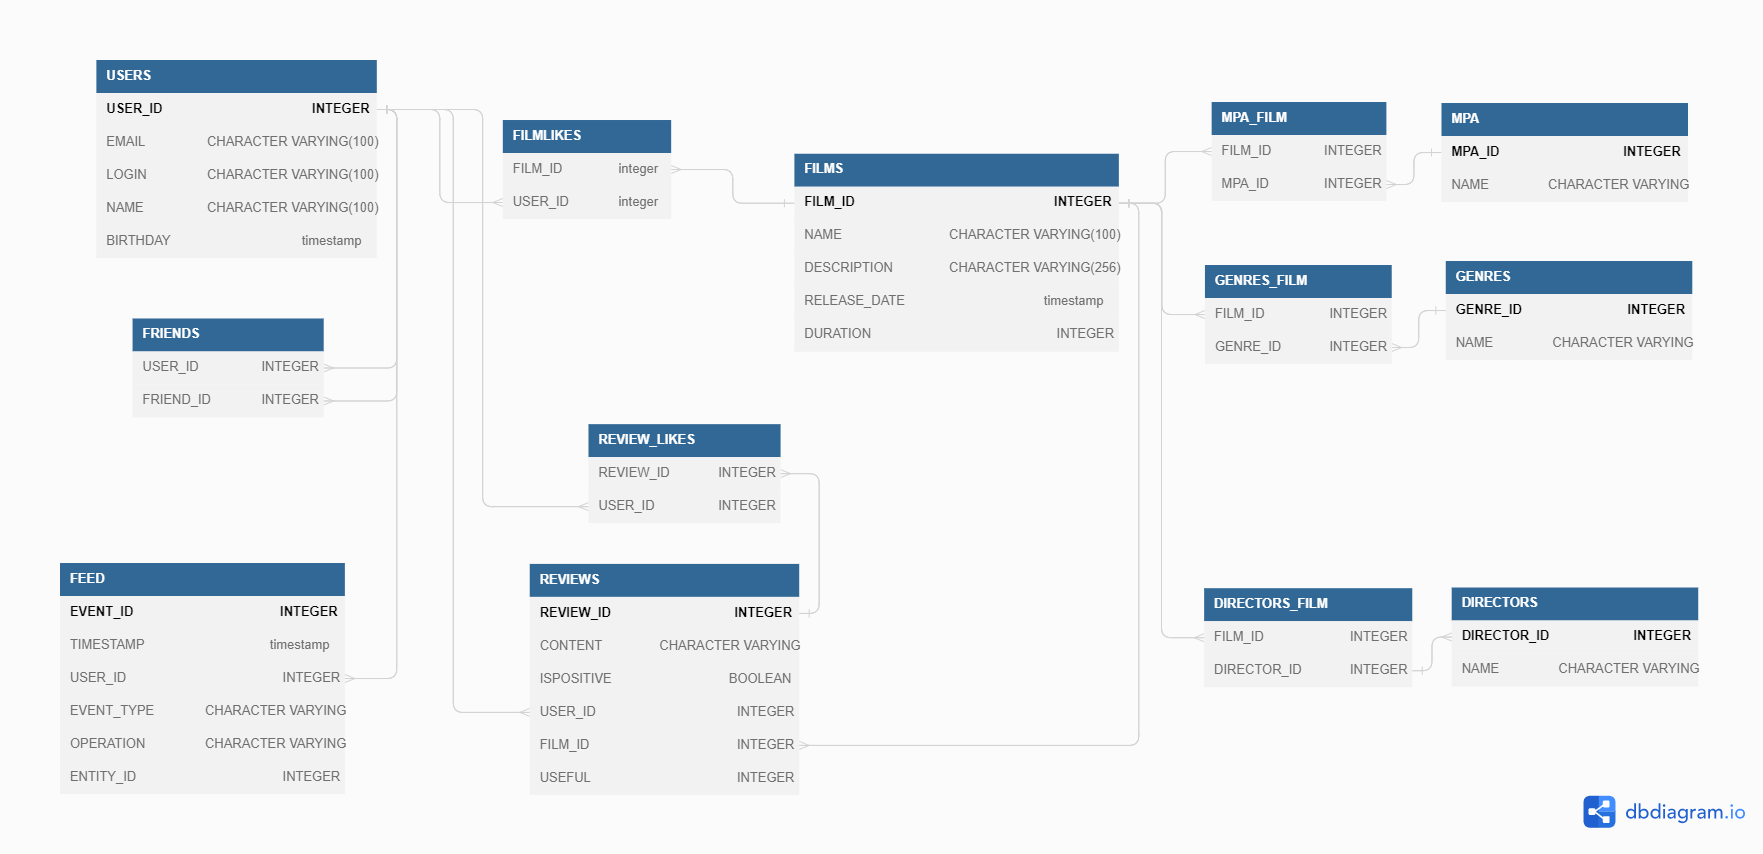 USERS
USER_ID INTEGER
EMAIL CHARACTER VARYING(100)
LOGIN CHARACTER VARYING(100)
NAME CHARACTER VARYING(100)
BIRTHDAY timestamp
FRIENDS
USER_ID INTEGER
FRIEND_ID INTEGER
FEED
EVENT_ID INTEGER
TIMESTAMP timestamp
USER_ID INTEGER
EVENT_TYPE CHARACTER VARYING
OPERATION CHARACTER VARYING
ENTITY_ID INTEGER
FILMLIKES
FILM_ID integer
USER_ID integer
REVIEW_LIKES
REVIEW_ID INTEGER
USER_ID INTEGER
REVIEWS
REVIEW_ID INTEGER
CONTENT CHARACTER VARYING
ISPOSITIVE BOOLEAN
USER_ID INTEGER
FILM_ID INTEGER
USEFUL INTEGER
FILMS
FILM_ID INTEGER
NAME CHARACTER VARYING(100)
DESCRIPTION CHARACTER VARYING(256)
RELEASE_DATE timestamp
DURATION INTEGER
MPA_FILM
FILM_ID INTEGER
MPA_ID INTEGER
MPA
MPA_ID INTEGER
NAME CHARACTER VARYING
GENRES_FILM
FILM_ID INTEGER
GENRE_ID INTEGER
GENRES
GENRE_ID INTEGER
NAME CHARACTER VARYING
DIRECTORS_FILM
FILM_ID INTEGER
DIRECTOR_ID INTEGER
DIRECTORS
DIRECTOR_ID INTEGER
NAME CHARACTER VARYING
dbdiagram.io